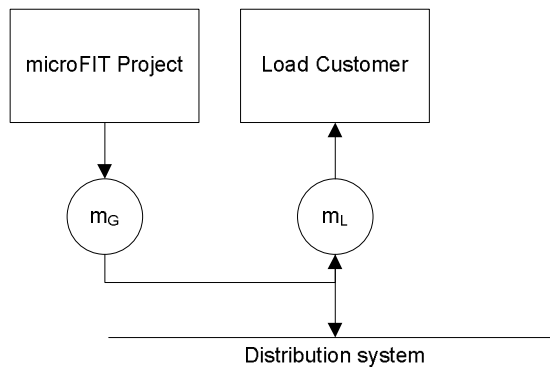 microFIT Project
Load Customer
mG
mL
Distribution system